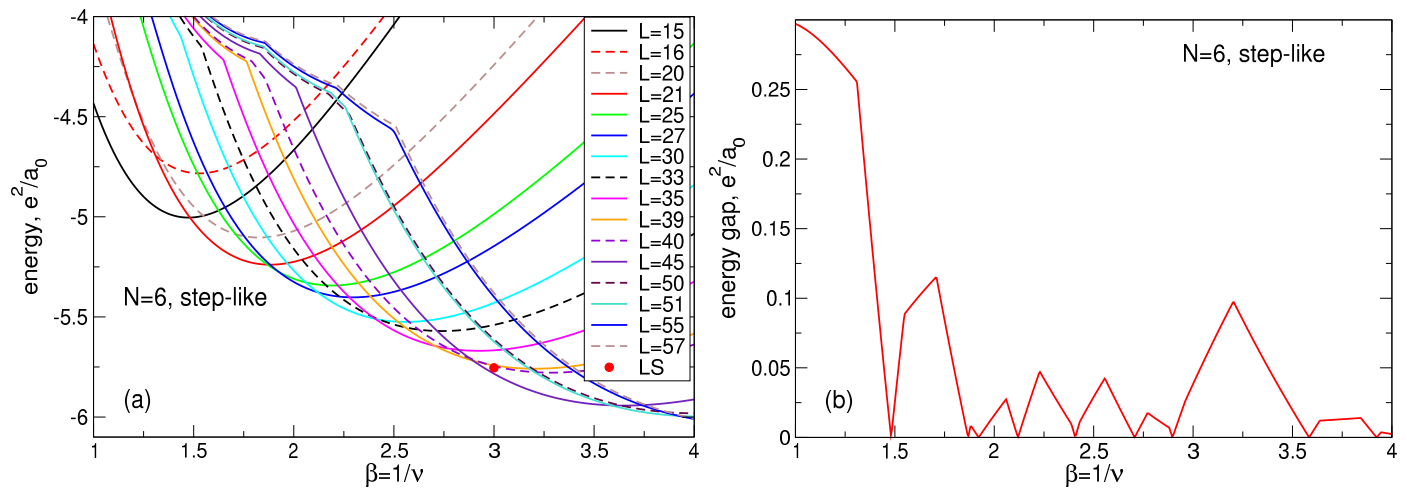 -4
-4.5
-5
-5.5
-6
energy, e²/a₀
N=6, step-like
(a)
1
1.5
2
2.5
3
3.5
4
β=1/ν
L=15
L=16
L=20
L=21
L=25
L=27
L=30
L=33
L=35
L=39
L=40
L=45
L=50
L=51
L=55
L=57
LS
0.25
0.2
0.15
0.1
0.05
0
energy gap, e²/a₀
N=6, step-like
(b)
1
1.5
2
2.5
3
3.5
4
β=1/ν